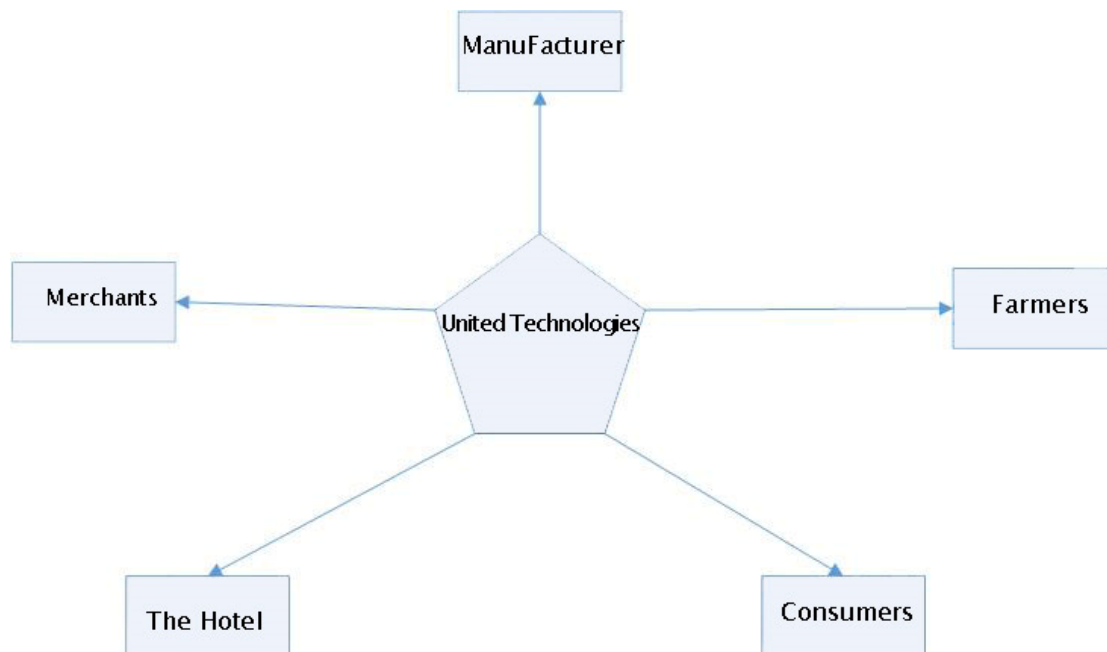 ManuFacturer
Merchants
United Technologies
Farmers
The Hotel
Consumers